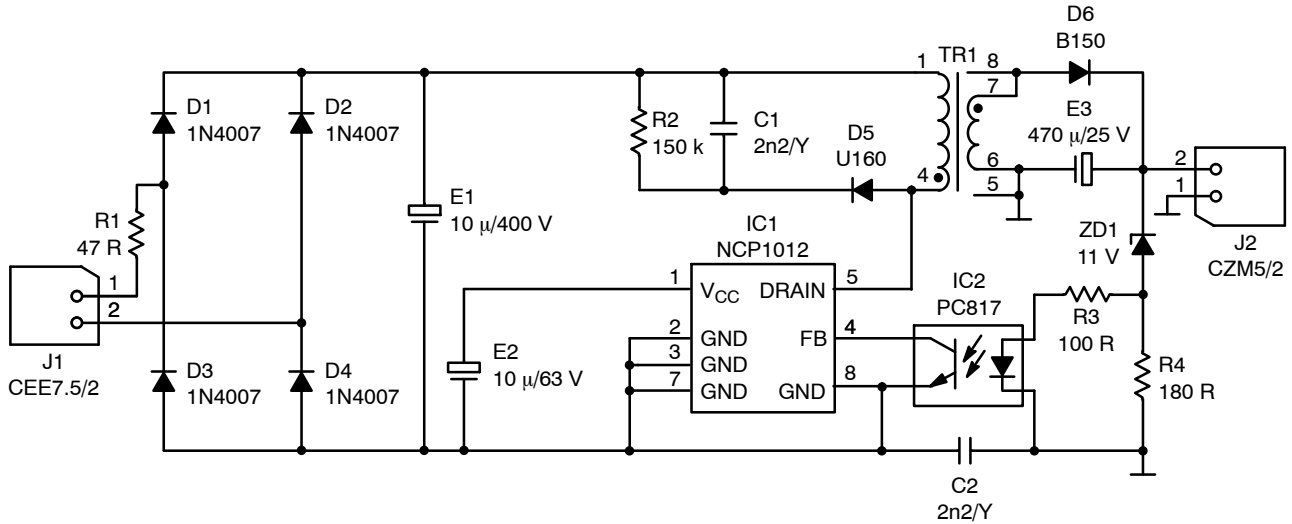 D6
B150
TR1
1
8
7
D1
1N4007
D2
1N4007
R2
150 k
C1
2n2/Y
D5
U160
E3
470 μ/25 V
4
6
5
2
1
J2
CZM5/2
R1
47 R
E1
10 μ/400 V
IC1
NCP1012
ZD1
11 V
1
2
J1
CEE7.5/2
1
VCC
DRAIN
5
IC2
PC817
R3
100 R
2
GND
FB
4
3
GND
7
GND
GND
8
E2
10 μ/63 V
R4
180 R
D3
1N4007
D4
1N4007
C2
2n2/Y